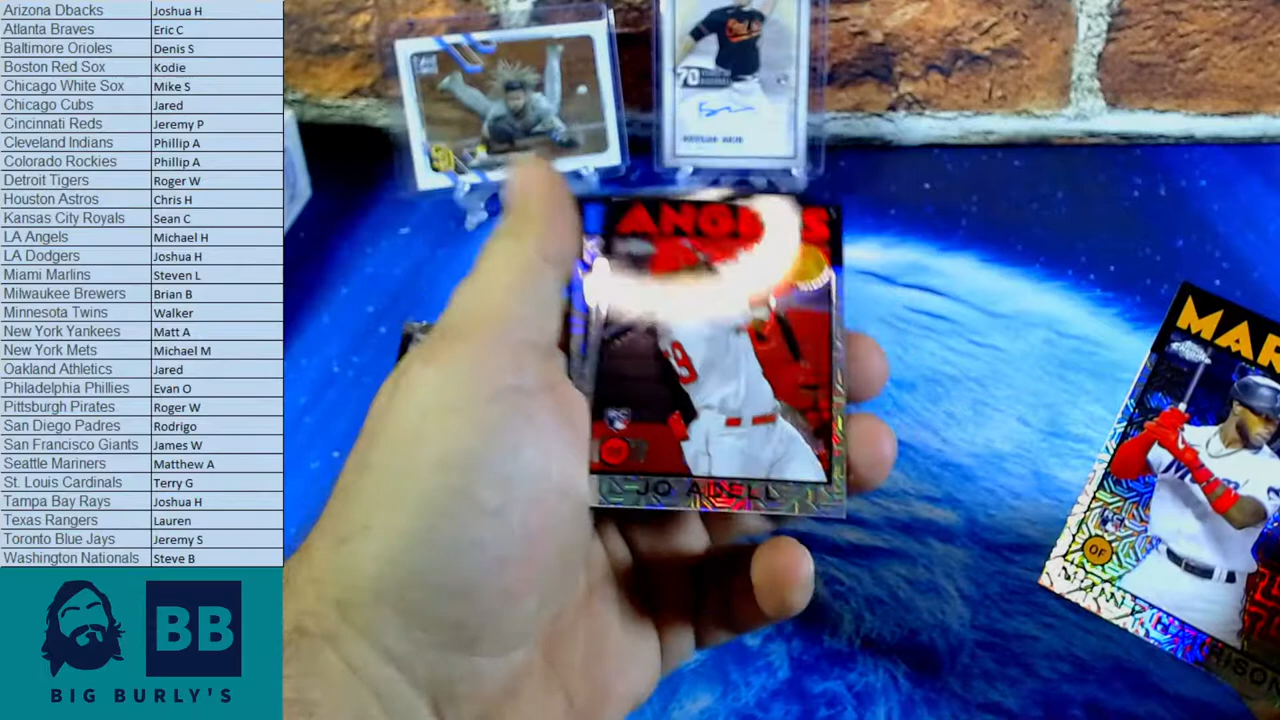 Arizona Dbacks Joshua H
Atlanta Braves Eric C
Baltimore Orioles Denis S
Boston Red Sox Kodie
Chicago White Sox Mike S
Chicago Cubs Jared
Cincinnati Reds Jeremy P
Cleveland Indians Phillip A
Colorado Rockies Phillip A
Detroit Tigers Roger W
Houston Astros Chris H
Kansas City Royals Sean C
LA Angels Michael H
LA Dodgers Joshua H
Miami Marlins Steven L
Milwaukee Brewers Brian B
Minnesota Twins Walker
New York Yankees Matt A
New York Mets Michael M
Oakland Athletics Jared
Philadelphia Phillies Evan O
Pittsburgh Pirates Roger W
San Diego Padres Rodrigo
San Francisco Giants James W
Seattle Mariners Matthew A
St. Louis Cardinals Terry G
Tampa Bay Rays Joshua H
Texas Rangers Lauren
Toronto Blue Jays Jeremy S
Washington Nationals Steve B
BB
BIG BURLY'S
70
JO ADELL
MAR
OF